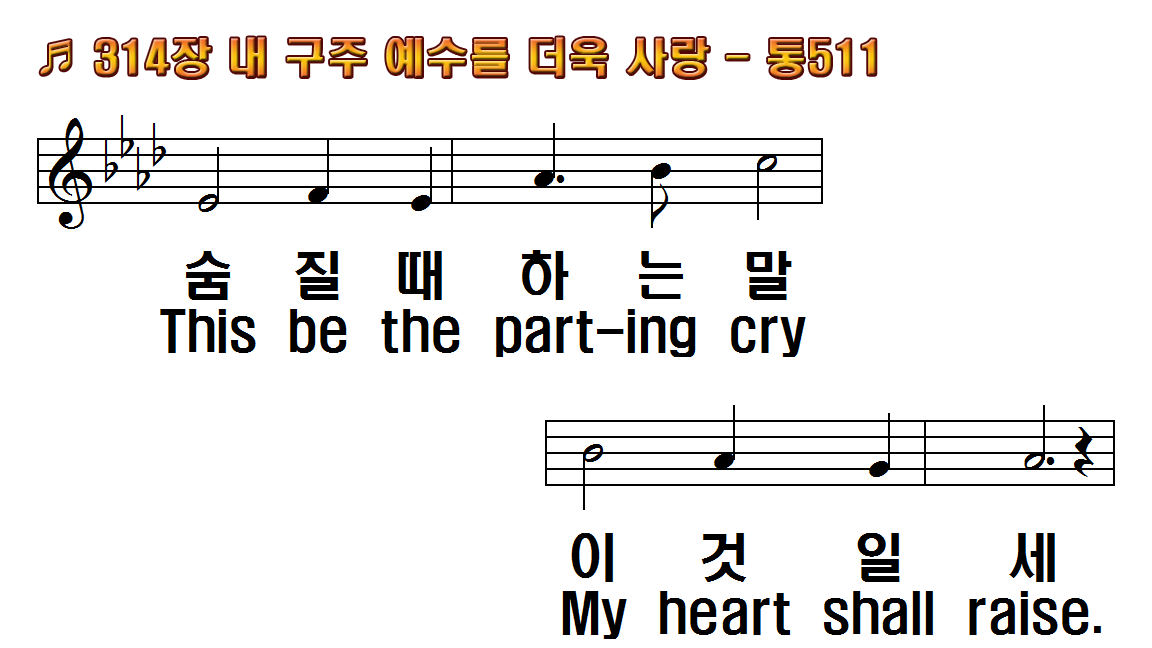 ♬ 314장 내 구주 예수를 더욱 사랑 - 통511
숨 질 때 하 는 말
This be the part-ing cry
이 것 일 세
My heart shall raise.